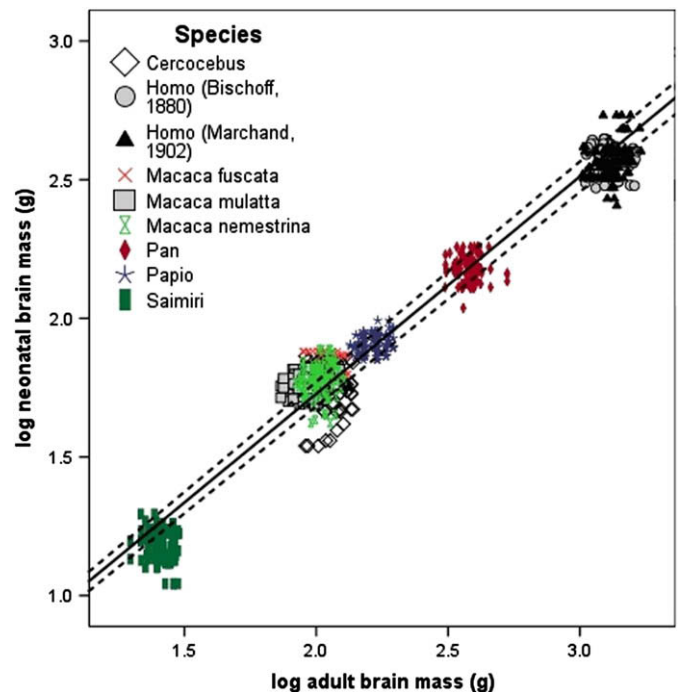 3.0
2.5
2.0
1.5
1.0
log neonatal brain mass (g)
Species
Cercocebus
Homo (Bischoff,
1880)
Homo (Marchand,
1902)
Macaca fuscata
Macaca mulatta
Macaca nemestrina
Pan
Papio
Saimiri
1.5
2.0
2.5
3.0
log adult brain mass (g)